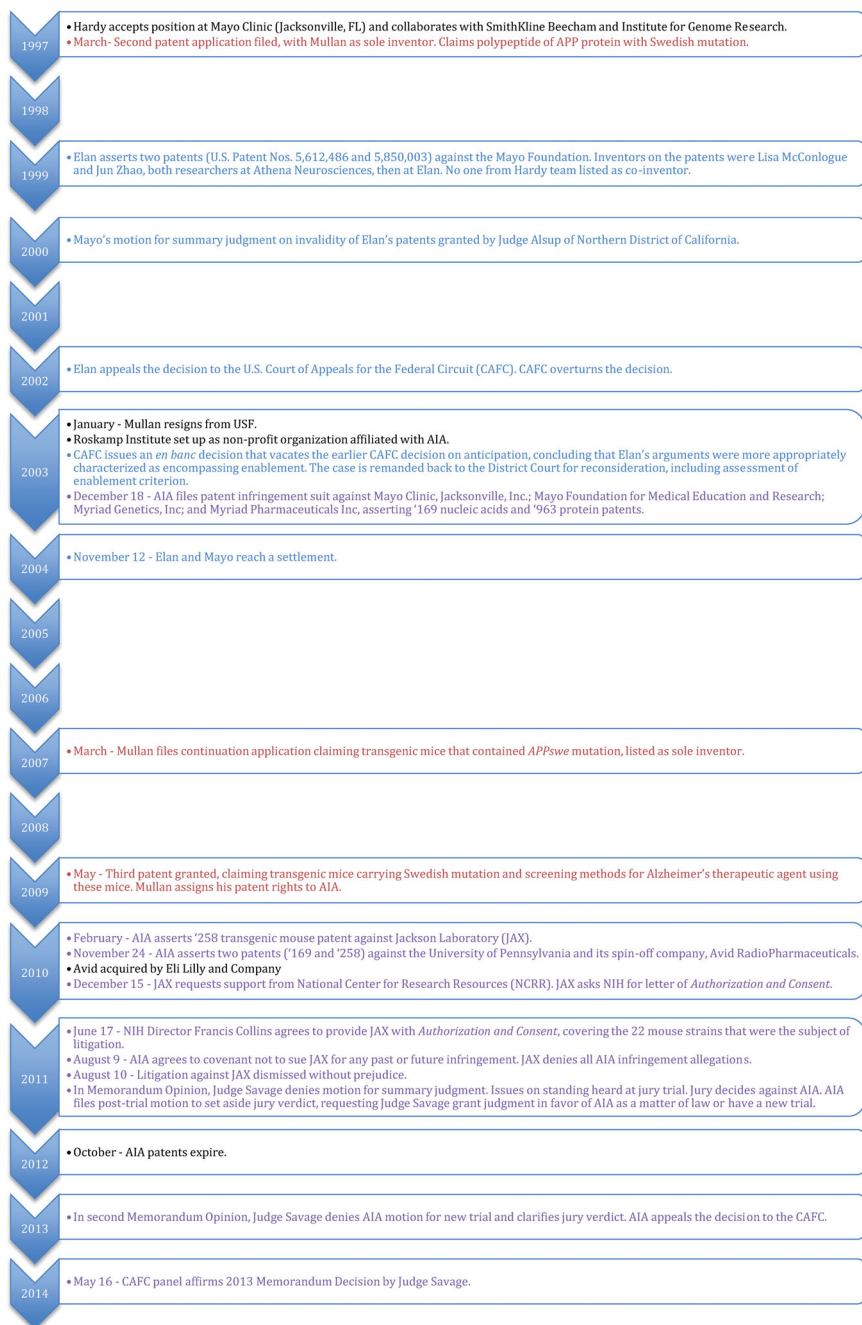 1997
• Hardy accepts position at Mayo Clinic (Jacksonville, FL) and collaborates with SmithKline Beecham and Institute for Genome Research.
• March- Second patent application filed, with Mullan as sole inventor. Claims polypeptide of APP protein with Swedish mutation.
1998
1999
• Elan asserts two patents (U.S. Patent Nos. 5,612,486 and 5,850,003) against the Mayo Foundation. Inventors on the patents were Lisa McConlogue
and Jun Zhao, both researchers at Athena Neurosciences, then at Elan. No one from Hardy team listed as co-inventor.
2000
• Mayo's motion for summary judgment on invalidity of Elan's patents granted by Judge Alsup of Northern District of California.
2001
2002
• Elan appeals the decision to the U.S. Court of Appeals for the Federal Circuit (CAFC). CAFC overturns the decision.
2003
• January - Mullan resigns from USF.
• Roskamp Institute set up as non-profit organization affiliated with AIA.
• CAFC issues an en banc decision that vacates the earlier CAFC decision on anticipation, concluding that Elan's arguments were more appropriately
characterized as encompassing enablement. The case is remanded back to the District Court for reconsideration, including assessment of
enablement criterion.
• December 18 - AIA files patent infringement suit against Mayo Clinic, Jacksonville, Inc.; Mayo Foundation for Medical Education and Research;
Myriad Genetics, Inc; and Myriad Pharmaceuticals Inc, asserting '169 nucleic acids and '963 protein patents.
2004
• November 12 - Elan and Mayo reach a settlement.
2005
2006
2007
• March - Mullan files continuation application claiming transgenic mice that contained APPswe mutation, listed as sole inventor.
2008
2009
• May - Third patent granted, claiming transgenic mice carrying Swedish mutation and screening methods for Alzheimer's therapeutic agent using
these mice. Mullan assigns his patent rights to AIA.
2010
• February - AIA asserts '258 transgenic mouse patent against Jackson Laboratory (JAX).
• November 24 - AIA asserts two patents ('169 and '258) against the University of Pennsylvania and its spin-off company, Avid RadioPharmaceuticals.
• Avid acquired by Eli Lilly and Company
• December 15 - JAX requests support from National Center for Research Resources (NCRR). JAX asks NIH for letter of Authorization and Consent.
2011
• June 17 - NIH Director Francis Collins agrees to provide JAX with Authorization and Consent, covering the 22 mouse strains that were the subject of
litigation.
• August 9 - AIA agrees to covenant not to sue JAX for any past or future infringement. JAX denies all AIA infringement allegations.
• August 10 - Litigation against JAX dismissed without prejudice.
• In Memorandum Opinion, Judge Savage denies motion for summary judgment. Issues on standing heard at jury trial. Jury decides against AIA. AIA
files post-trial motion to set aside jury verdict, requesting Judge Savage grant judgment in favor of AIA as a matter of law or have a new trial.
2012
• October - AIA patents expire.
2013
• In second Memorandum Opinion, Judge Savage denies AIA motion for new trial and clarifies jury verdict. AIA appeals the decision to the CAFC.
2014
• May 16 - CAFC panel affirms 2013 Memorandum Decision by Judge Savage.